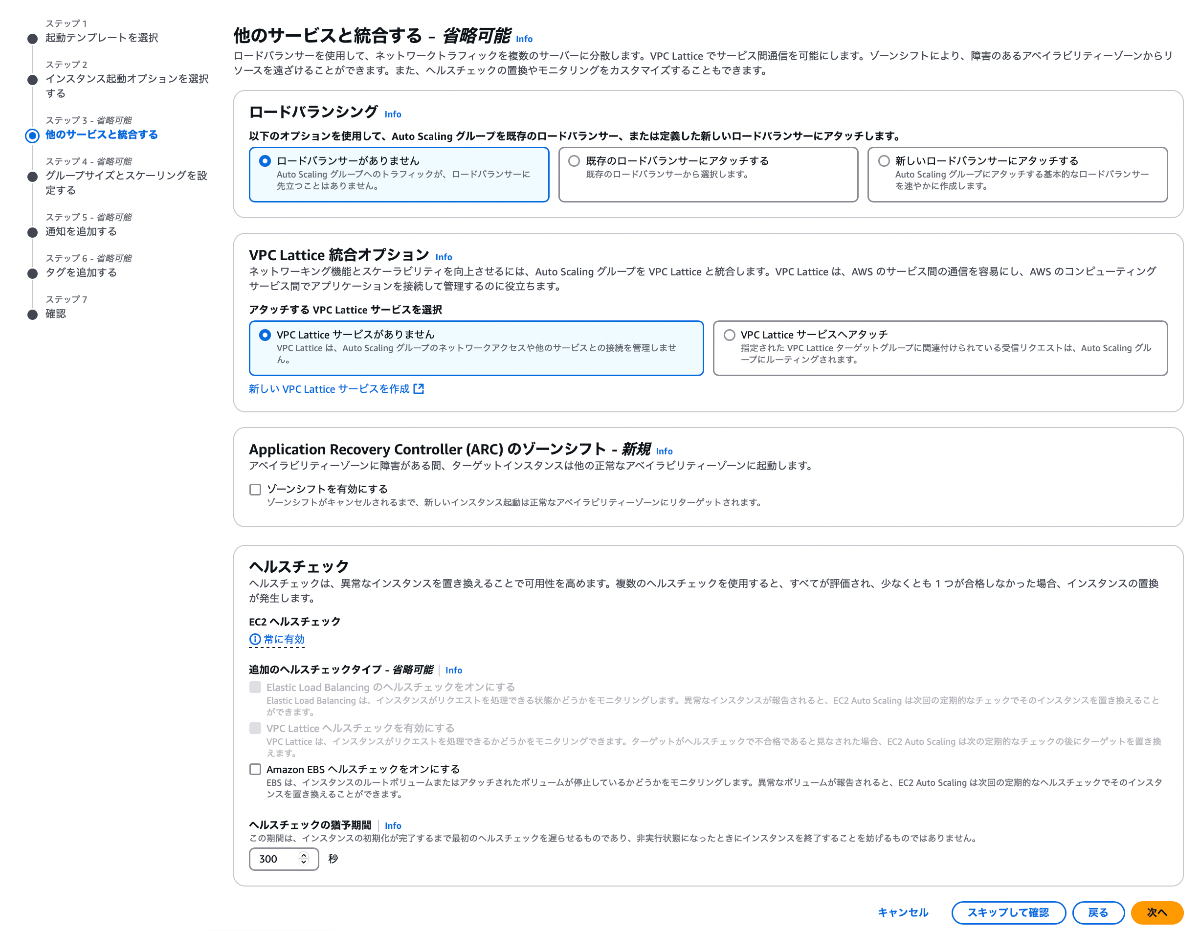 ステップ 1
起動テンプレートを選択
ステップ 2
インスタンス起動オプションを選択
する
ステップ 3 - 省略可能
他のサービスと統合する
ステップ 4 - 省略可能
グループサイズとスケーリングを設
定する
ステップ 5 - 省略可能
通知を追加する
ステップ 6 - 省略可能
タグを追加する
ステップ 7
確認
他のサービスと統合する - 省略可能 Info
ロードバランサーを使用して、ネットワークトラフィックを複数のサーバーに分散します。VPC Lattice でサービス間通信を可能にします。ゾーンシフトにより、障害のあるアベイラビリティーゾーンからリ
ソースを遠ざけることができます。また、ヘルスチェックの置換やモニタリングをカスタマイズすることもできます。
ロードバランシング Info
以下のオプションを使用して、Auto Scaling グループを既存のロードバランサー、または定義した新しいロードバランサーにアタッチします。
ロードバランサーがありません
Auto Scaling グループへのトラフィックが、ロードバランサーに
先立つことはありません。
既存のロードバランサーにアタッチする
既存のロードバランサーから選択します。
新しいロードバランサーにアタッチする
Auto Scaling グループにアタッチする基本的なロードバランサー
を速やかに作成します。
VPC Lattice 統合オプション Info
ネットワーキング機能とスケーラビリティを向上させるには、Auto Scaling グループを VPC Lattice と統合します。VPC Lattice は、AWS のサービス間の通信を容易にし、AWS のコンピューティング
サービス間でアプリケーションを接続して管理するのに役立ちます。
アタッチする VPC Lattice サービスを選択
VPC Lattice サービスがありません
VPC Lattice は、Auto Scaling グループのネットワークアクセスや他のサービスとの接続を管理しませ
ん。
VPC Lattice サービスへアタッチ
指定された VPC Lattice ターゲットグループに関連付けられている受信リクエストは、Auto Scaling グル
ープにルーティングされます。
新しい VPC Lattice サービスを作成
Application Recovery Controller (ARC) のゾーンシフト - 新規 Info
アベイラビリティーゾーンに障害がある間、ターゲットインスタンスは他の正常なアベイラビリティーゾーンに起動します。
ゾーンシフトを有効にする
ゾーンシフトがキャンセルされるまで、新しいインスタンス起動は正常なアベイラビリティーゾーンにリターゲットされます。
ヘルスチェック
ヘルスチェックは、異常なインスタンスを置き換えることで可用性を高めます。複数のヘルスチェックを使用すると、すべてが評価され、少なくとも 1 つが合格しなかった場合、インスタンスの置換
が発生します。
EC2 ヘルスチェック
常に有効
追加のヘルスチェックタイプ - 省略可能 Info
Elastic Load Balancing のヘルスチェックをオンにする
Elastic Load Balancing は、インスタンスがリクエストを処理できる状態かどうかをモニタリングします。異常なインスタンスが報告されると、EC2 Auto Scaling は次回の定期的なチェックでそのインスタンスを置き換えること
ができます。
VPC Lattice ヘルスチェックを有効にする
VPC Lattice は、インスタンスがリクエストを処理できるかどうかをモニタリングできます。ターゲットがヘルスチェックで不合格であると見なされた場合、EC2 Auto Scaling は次の定期的なチェックの後にターゲットを置き換
えます。
Amazon EBS ヘルスチェックをオンにする
EBS は、インスタンスのルートボリュームまたはアタッチされたボリュームが停止しているかどうかをモニタリングします。異常なボリュームが報告されると、EC2 Auto Scaling は次回の定期的なヘルスチェックでそのインスタ
ンスを置き換えることができます。
ヘルスチェックの猶予期間 Info
この期間は、インスタンスの初期化が完了するまで最初のヘルスチェックを遅らせるものであり、非実行状態になったときにインスタンスを終了することを妨げるものではありません。
300 秒
キャンセル スキップして確認 戻る 次へ